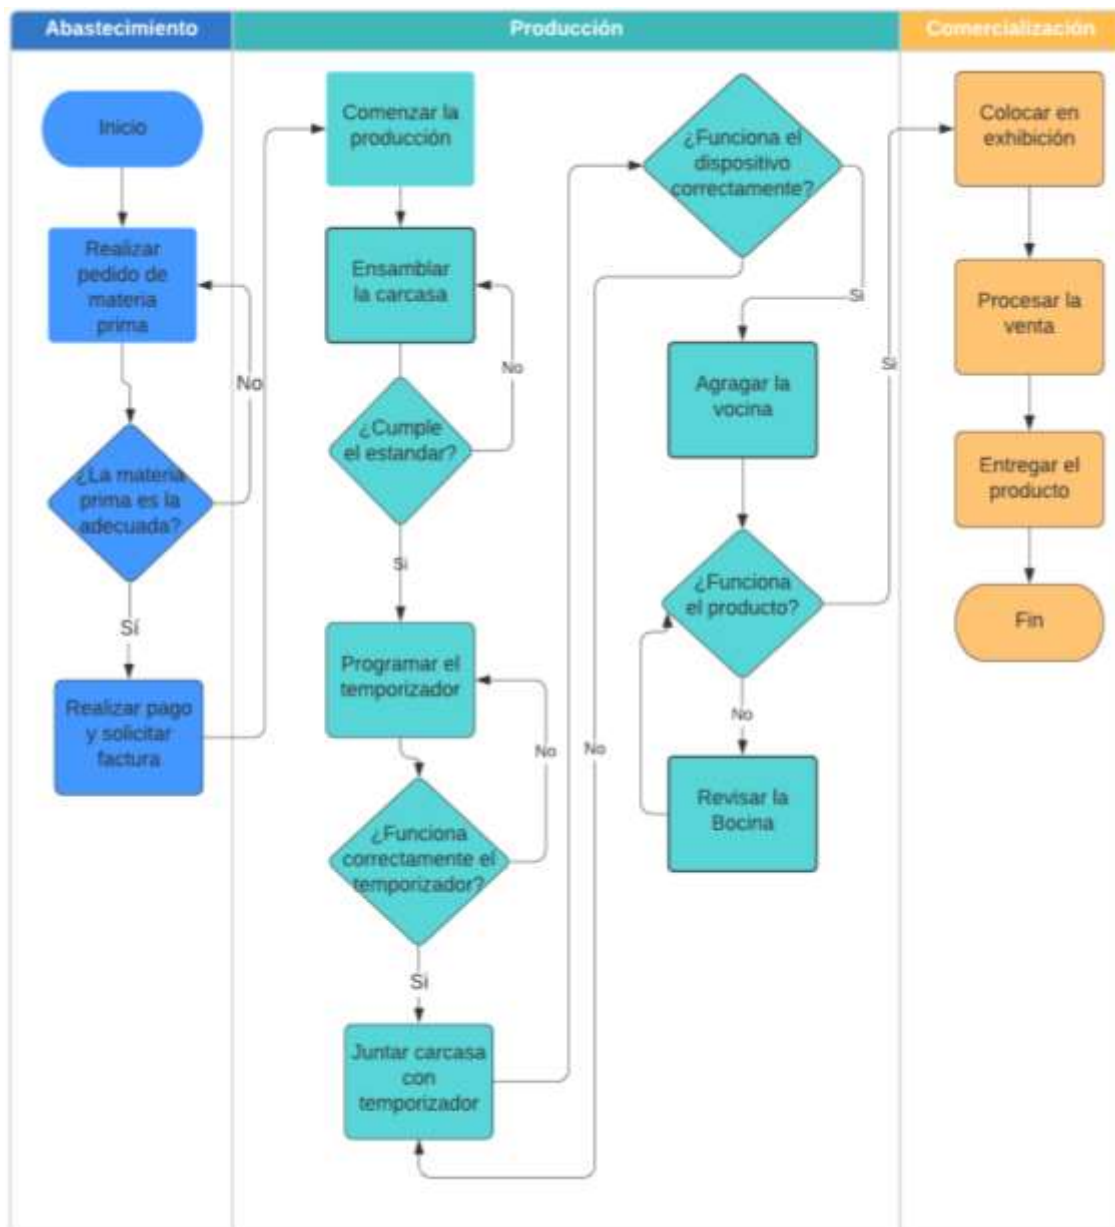 Abastecimiento
Producción
Comercialización
Inicio
Realizar
pedido de
materia
prima
No
¿La materia
prima es la
adecuada?
Sí
Realizar pago
y solicitar
factura
Comenzar la
producción
Ensamblar
la carcasa
No
¿Cumple
el estandar?
Si
Programar el
temporizador
No
¿Funciona
correctamente el
temporizador?
Si
Juntar carcasa
con
temporizador
¿Funciona el
dispositivo
correctamente?
Si
No
Agragar la
vocina
¿Funciona
el producto?
Si
No
Revisar la
Bocina
Colocar en
exhibición
Procesar la
venta
Entregar el
producto
Fin